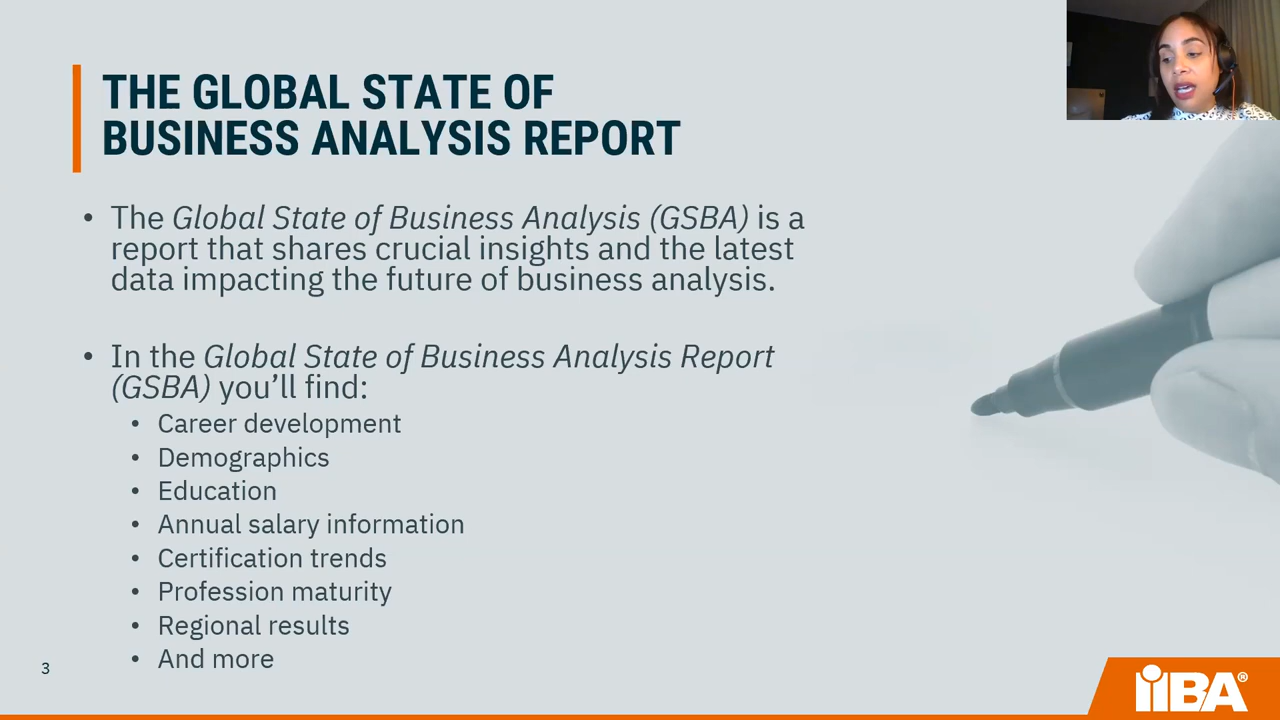 THE GLOBAL STATE OF
BUSINESS ANALYSIS REPORT
• The Global State of Business Analysis (GSBA) is a
report that shares crucial insights and the latest
data impacting the future of business analysis.
• In the Global State of Business Analysis Report
(GSBA) you’ll find:
• Career development
• Demographics
• Education
• Annual salary information
• Certification trends
• Profession maturity
• Regional results
• And more
3
IIBA®